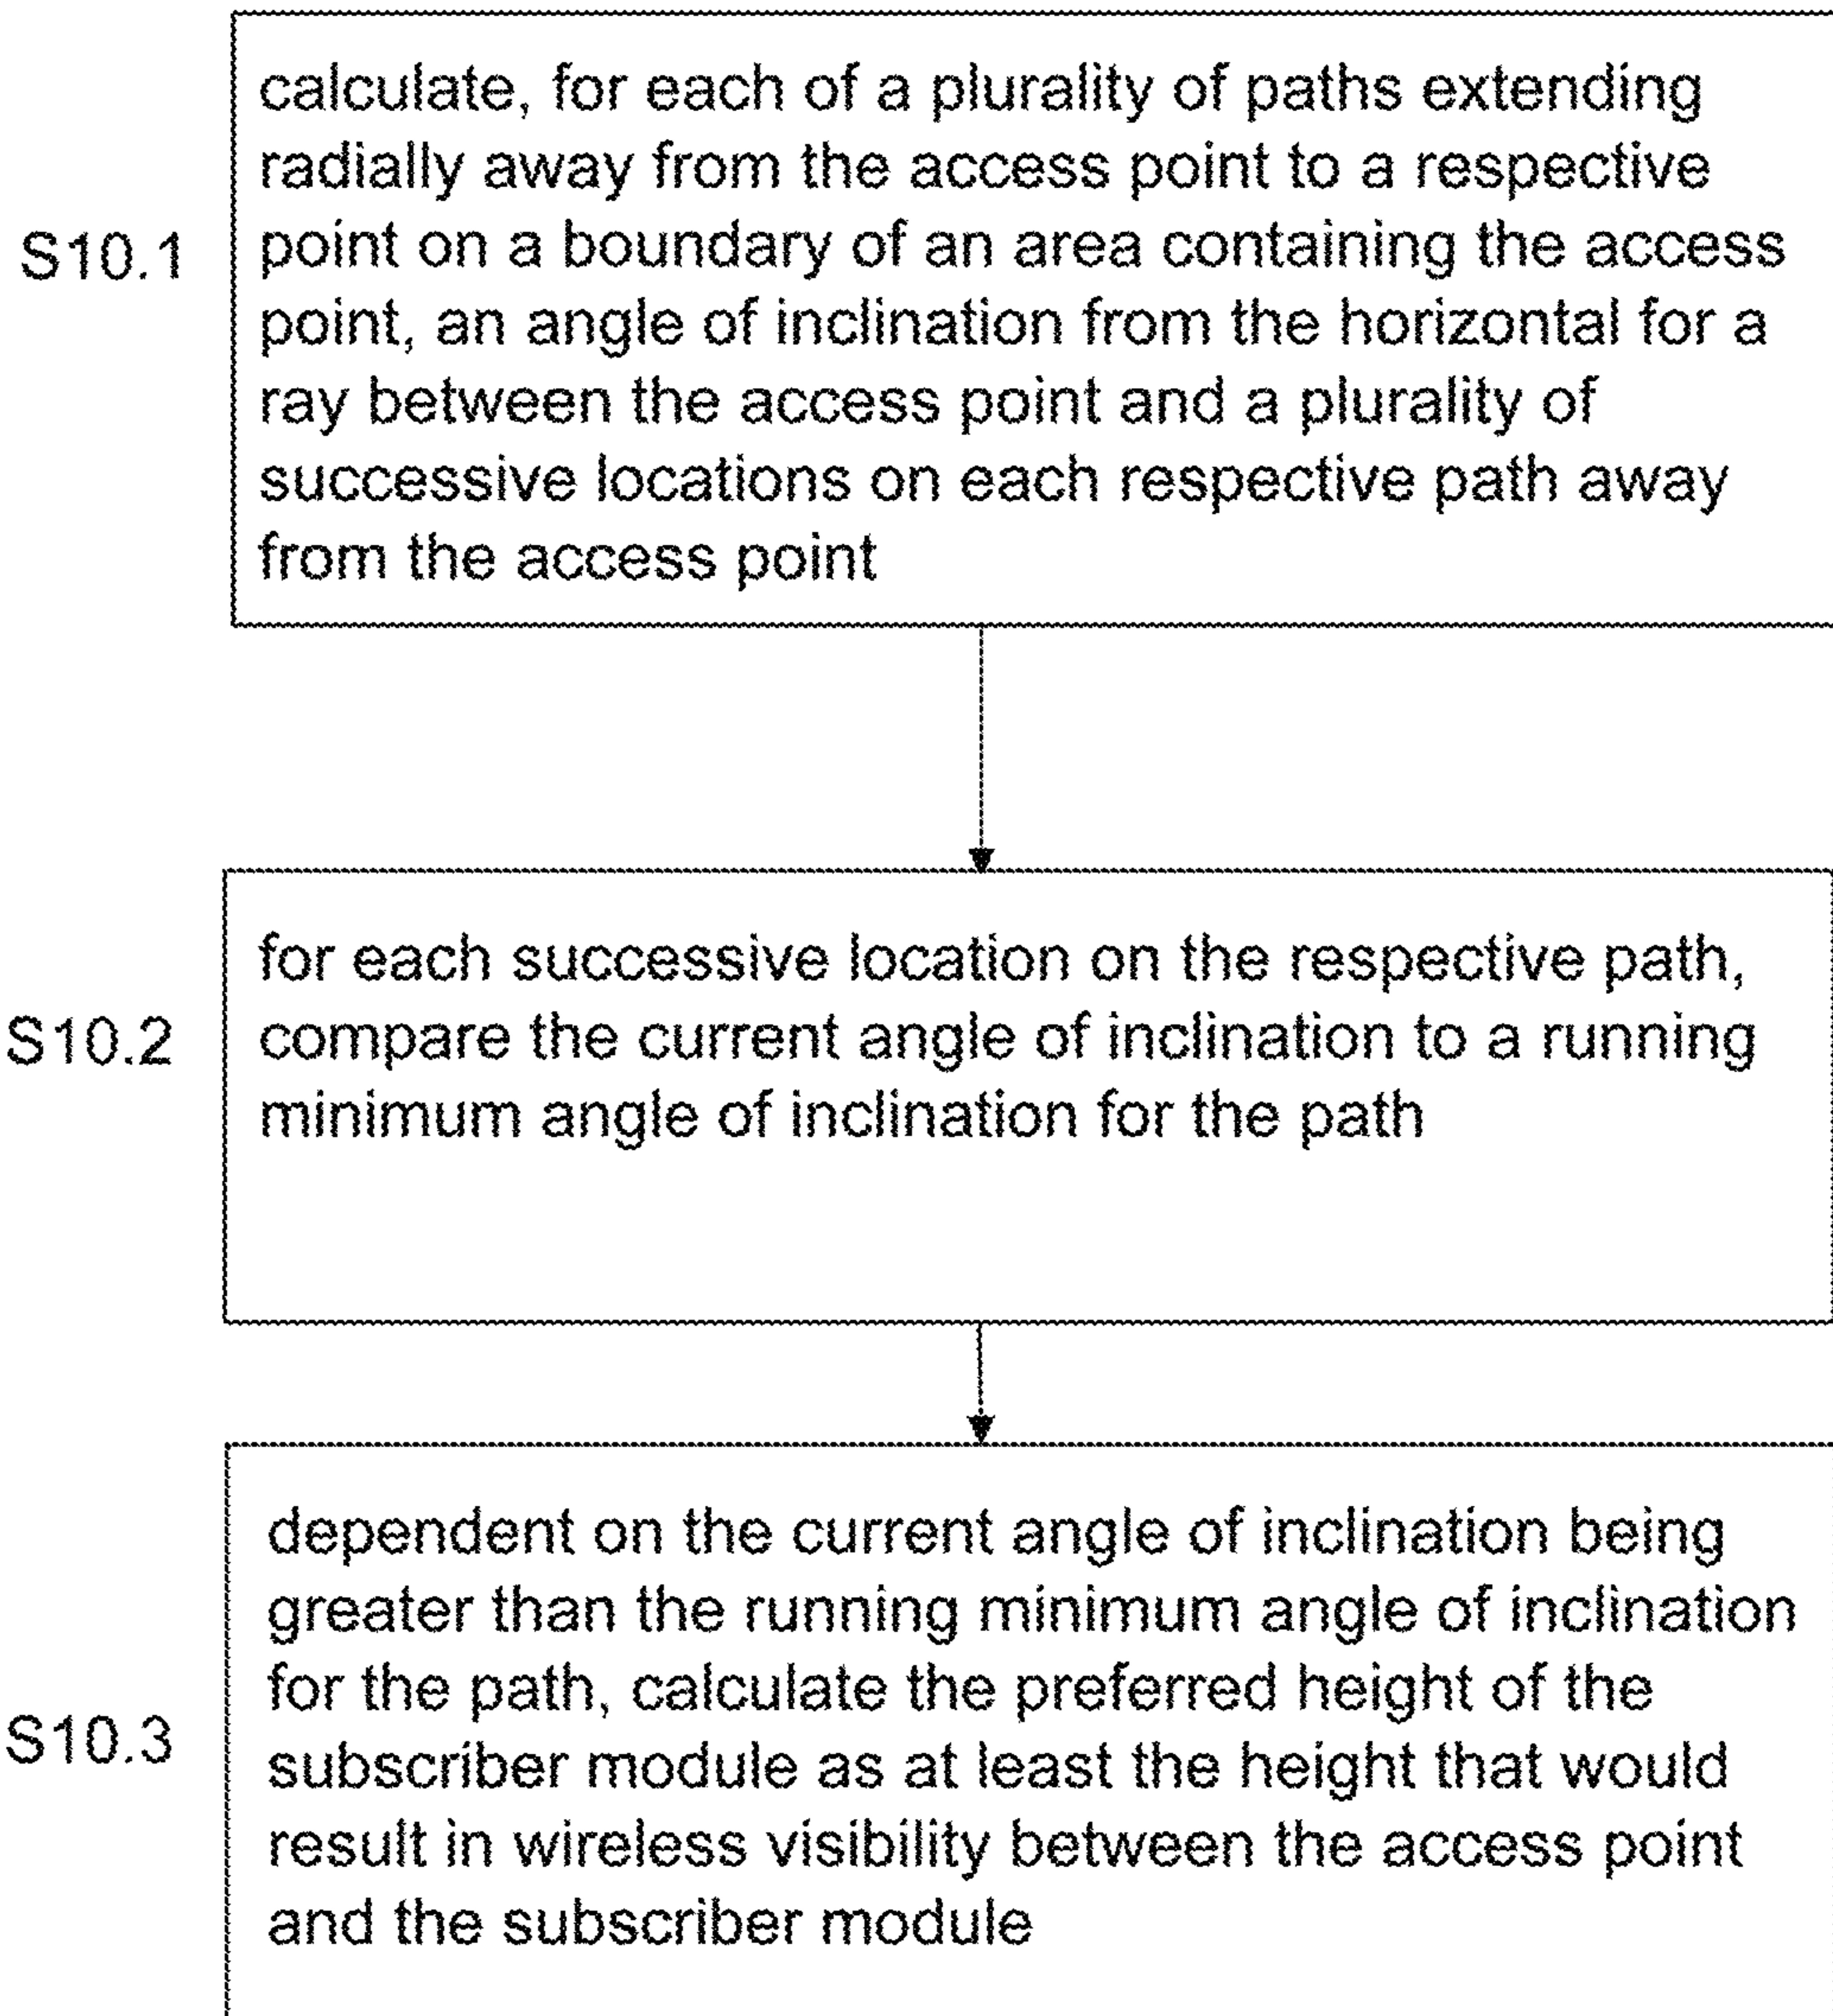 calculate, for each of a plurality of paths extending
radially away from the access point to a respective
S10.1
point on a boundary of an area containing the access
point, an angle of inclination from the horizontal for a
ray between the access point and a plurality of
successive locations on each respective path away
from the access point
for each successive location on the respective path,
S10.2
compare the current angle of inclination to a running
minimum angle of inclination for the path
dependent on the current angle of inclination being
greater than the running minimum angle of inclination
for the path, calculate the preferred height of the
S10.3
subscriber module as at least the height that would
result in wireless visibility between the access point
and the subscriber module